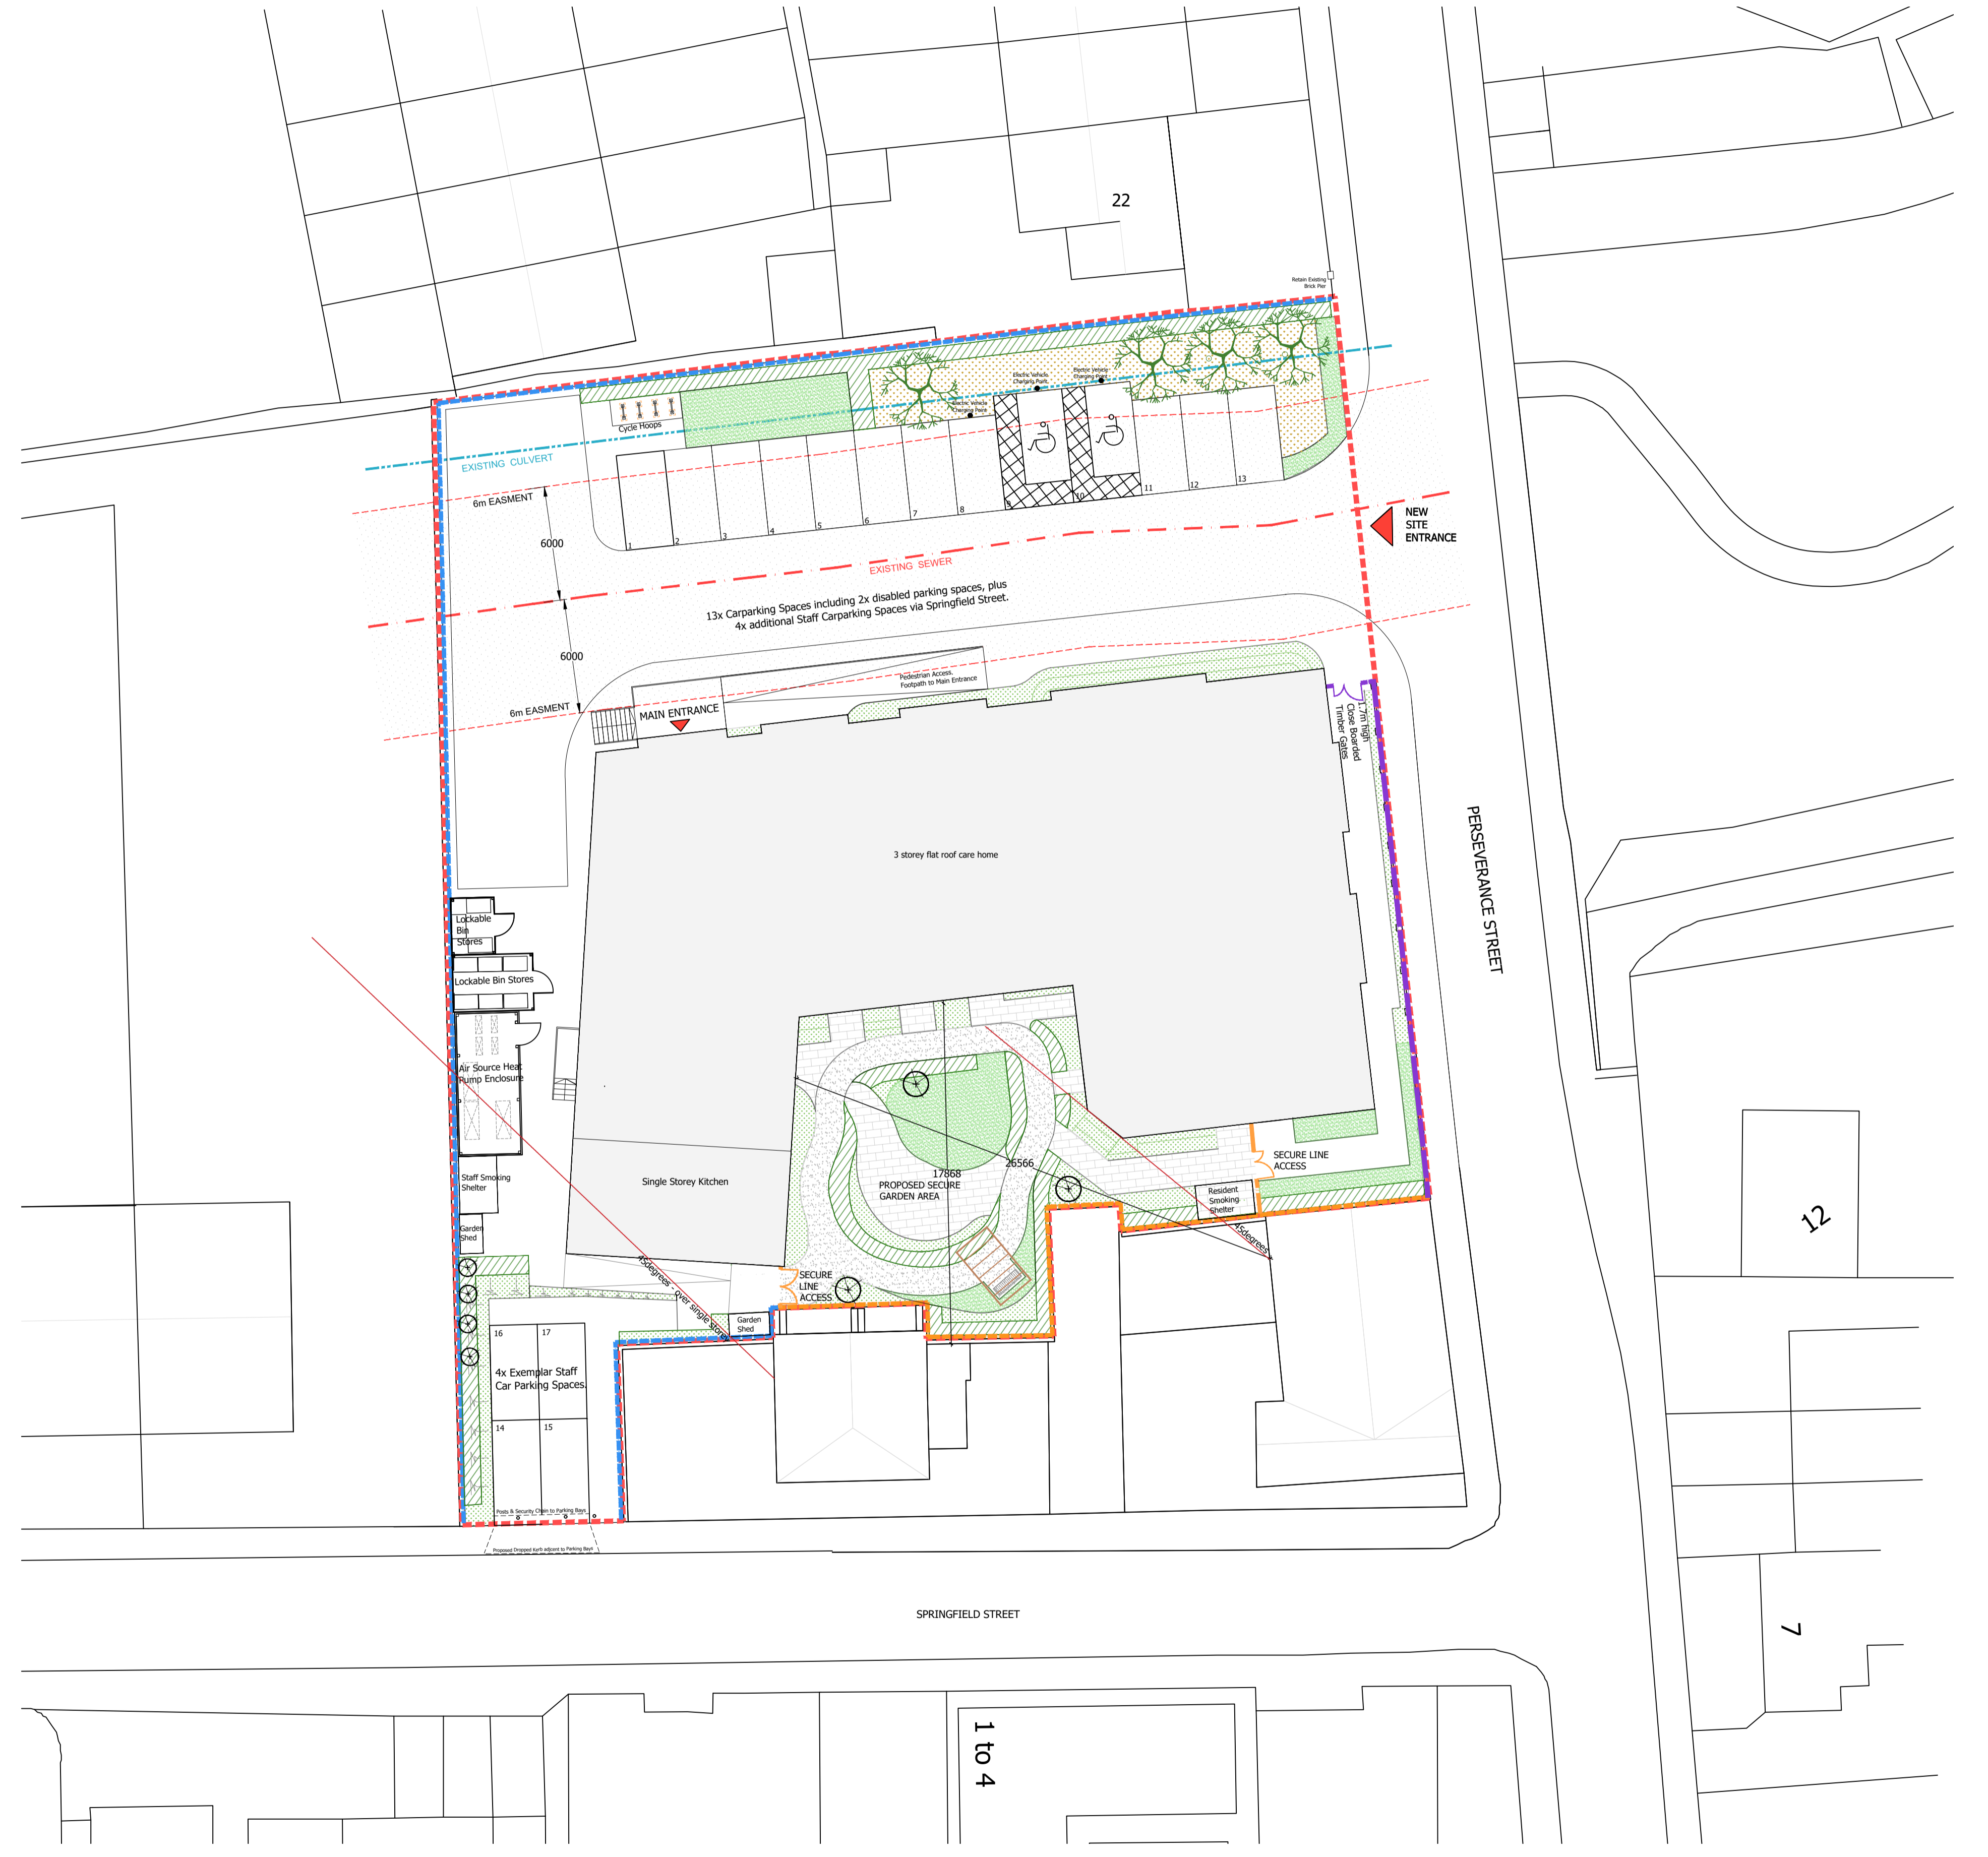 22
Retain Existing
Brick Pier
Electric Vehicle
Charging Point
Electric Vehicle
Charging Point
Electric Vehicle
Charging Point
Cycle Hoops
EXISTING CULVERT
6m EASMENT
1
2
3
4
5
6
7
8
9
10
11
12
13
NEW
SITE
ENTRANCE
6000
EXISTING SEWER
13x Carparking Spaces including 2x disabled parking spaces, plus
4x additional Staff Carparking Spaces via Springfield Street.
6000
6m EASMENT
Pedestrian Access.
Footpath to Main Entrance
MAIN ENTRANCE
1.7m high
Close Boarded
Timber Gates
PERSEVERANCE STREET
3 storey flat roof care home
Lockable
Bin
Stores
Lockable Bin Stores
Air Source Heat
Pump Enclosure
Staff Smoking
Shelter
Garden
Shed
Single Storey Kitchen
17868
26566
PROPOSED SECURE
GARDEN AREA
SECURE LINE
ACCESS
Resident
Smoking
Shelter
45degrees
45degrees - over single storey
SECURE
LINE
ACCESS
Garden
Shed
16
17
4x Exemplar Staff
Car Parking Spaces.
14
15
Posts & Security Chain to Parking Bays
Proposed Dropped Kerb adjcent to Parking Bays
12
SPRINGFIELD STREET
7
1 to 4